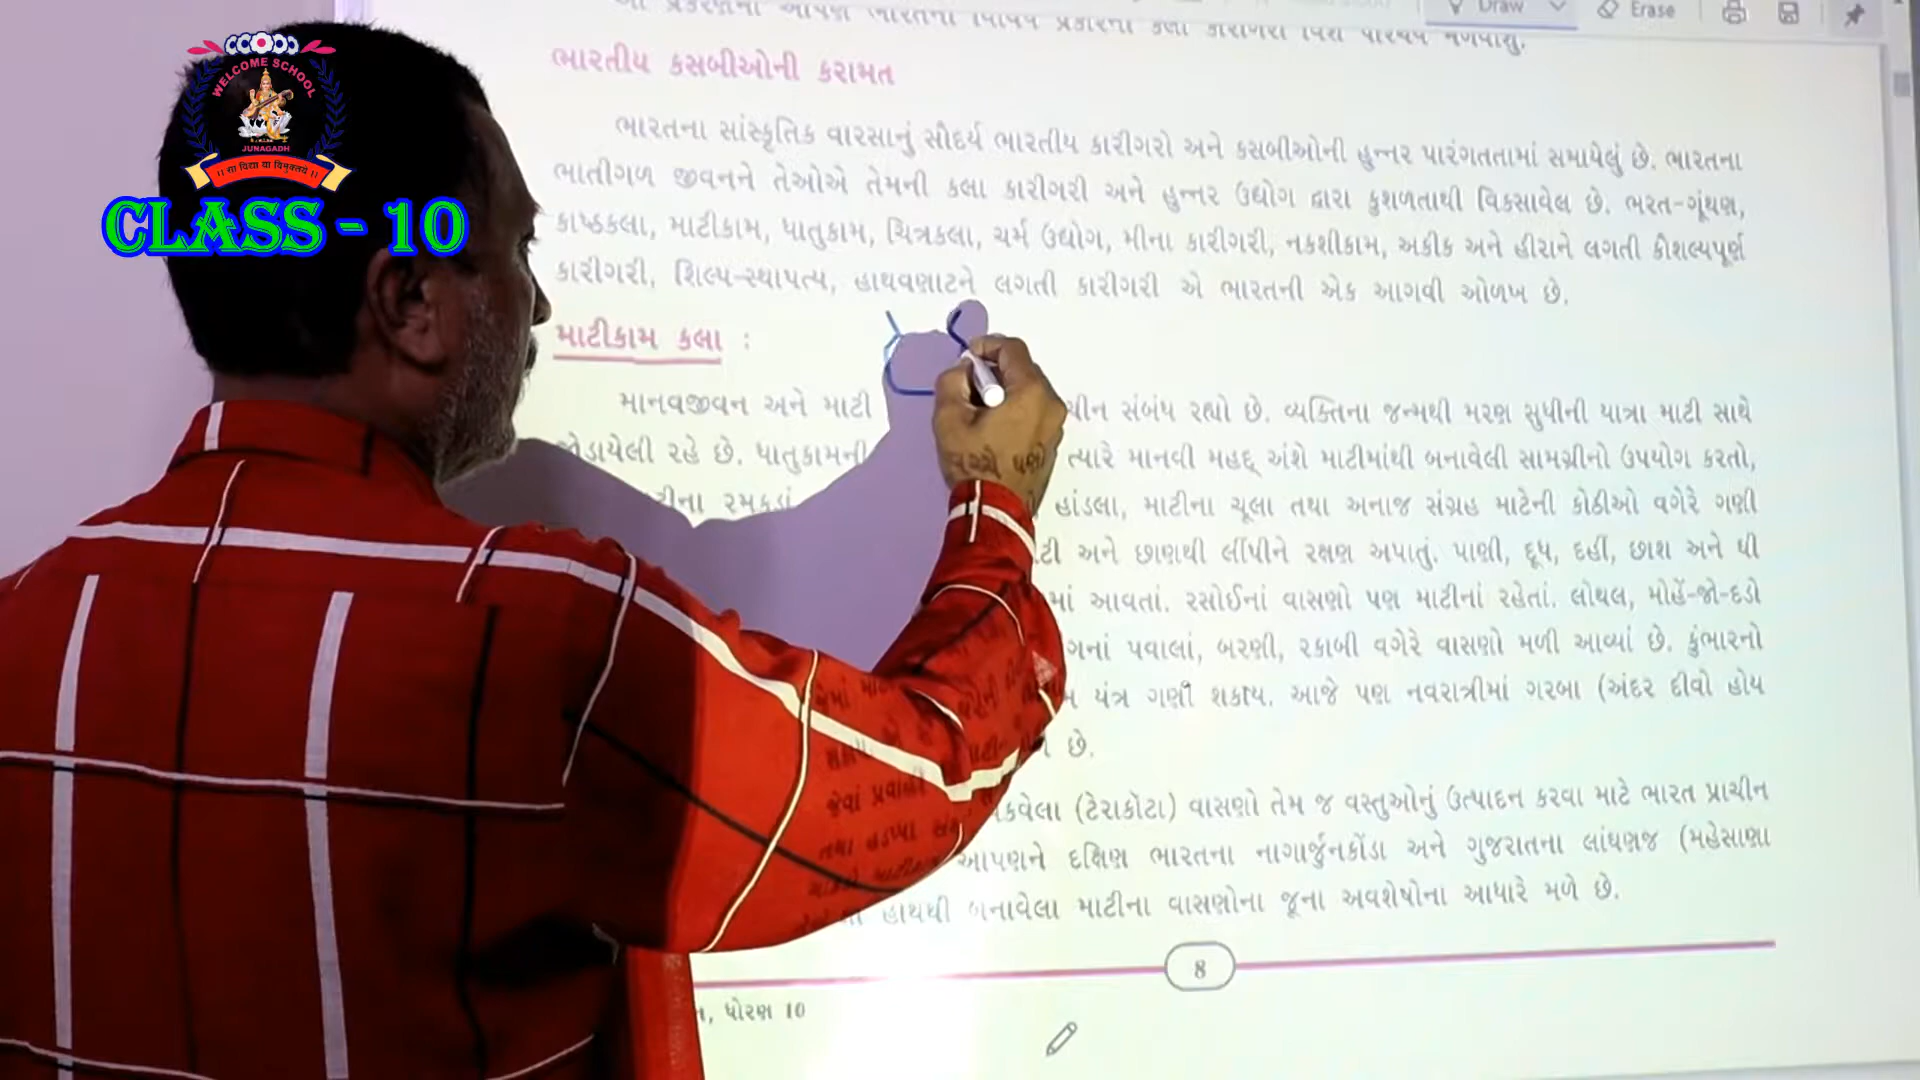 Draw
Erase
WELCOME SCHOOL
JUNAGADH
।। सा विद्या या विमुक्तये ।।
CLASS - 10
ભારતીય કસબીઓની કરામત
ભારતના સાંસ્કૃતિક વારસાનું સૌંદર્ય ભારતીય કારીગરો અને કસબીઓની હુન્નર પારંગતતામાં સમાયેલું છે. ભારતના
ભાતીગળ જીવનને તેઓએ તેમની કલા કારીગરી અને હુન્નર ઉદ્યોગ દ્વારા કુશળતાથી વિકસાવેલ છે. ભરત-ગૂંથણ,
કાષ્ઠકલા, માટીકામ, ધાતુકામ, ચિત્રકલા, ચર્મ ઉદ્યોગ, મીના કારીગરી, નકશીકામ, અકીક અને હીરાને લગતી કૌશલ્યપૂર્ણ
કારીગરી, શિલ્પ-સ્થાપત્ય, હાથવણાટને લગતી કારીગરી એ ભારતની એક આગવી ઓળખ છે.
માટીકામ કલા :
માનવજીવન અને માટી સંબંધ રહ્યો છે. વ્યક્તિના જન્મથી મરણ સુધીની યાત્રા માટી સાથે
જોડાયેલી રહે છે. ધાતુકામની ત્યારે માનવી મહદ્ અંશે માટીમાંથી બનાવેલી સામગ્રીનો ઉપયોગ કરતો,
રમકડાં હાંડલા, માટીના ચૂલા તથા અનાજ સંગ્રહ માટેની કોઠીઓ વગેરે ગણી
અને છાણથી લીંપીને રક્ષણ અપાતું. પાણી, દૂધ, દહીં, છાશ અને ઘી
આવતાં. રસોઈનાં વાસણો પણ માટીનાં રહેતાં. લોથલ, મોહેં-જો-દડો
પવાલાં, બરણી, રકાબી વગેરે વાસણો મળી આવ્યાં છે. કુંભારનો
યંત્ર ગણી શકાય. આજે પણ નવરાત્રીમાં ગરબા (અંદર દીવો હોય
છે.
(ટેરાકોટા) વાસણો તેમ જ વસ્તુઓનું ઉત્પાદન કરવા માટે ભારત પ્રાચીન
આપણને દક્ષિણ ભારતના નાગાર્જુનકોંડા અને ગુજરાતના લાંઘણજ (મહેસાણા
હાથથી બનાવેલા માટીના વાસણોના જૂના અવશેષોના આધારે મળે છે.
8
ધોરણ 10